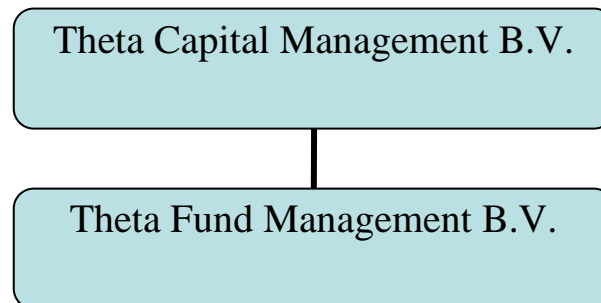 Theta Capital Management B.V.
Theta Fund Management B.V.